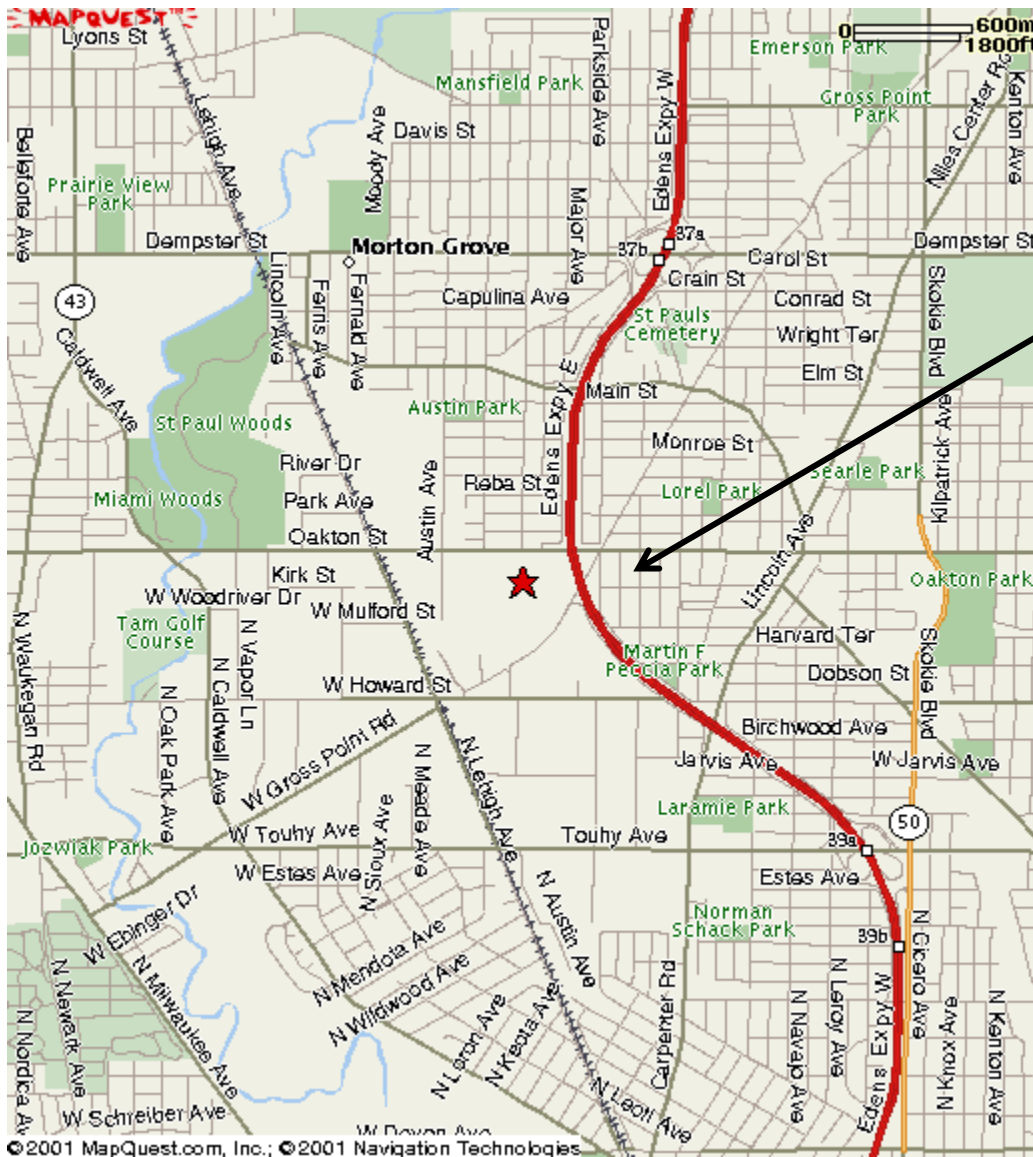 MAPQUEST
0 600m
1800ft
Lyons St
Lehigh Ave
Mansfield Park
Parkside Ave
Edens Expy W
Emerson Park
Gross Point
Park
Niles Center Rd
Kenton Ave
Belleforte Ave
Davis St
Moody Ave
Prairie View
Park
Major Ave
Dempster St
Morton Grove
37b
37a
Carol St
Dempster St
Crain St
43
Lincoln Ave
Ferris Ave
Fernald Ave
Capulina Ave
St Pauls
Cemetery
Conrad St
Wright Ter
Skokie Blvd
Caldwell Ave
Elm St
Edens Expy E
Main St
Austin Park
St Paul Woods
Monroe St
Kilpatrick Ave
River Dr
Searle Park
Miami Woods
Park Ave
Austin Ave
Reba St
Lorel Park
Oakton St
Lincoln Ave
Kirk St
Oakton Park
W Woodriver Dr
W Mulford St
Tam Golf
Course
N Waukegan Rd
N Vapor Ln
Harvard Ter
Martin F
Peccia Park
Dobson St
Skokie Blvd
W Howard St
N Oak Park Ave
N Caldwell Ave
W Gross Point Rd
Birchwood Ave
Jarvis Ave
W Jarvis Ave
N Meade Ave
N Lehigh Ave
Laramie Park
50
N Sioux Ave
W Touhy Ave
Touhy Ave
39a
Jozwiak Park
W Estes Ave
Estes Ave
N Austin Ave
Norman
Schack Park
W Ebinger Dr
39b
N Mendota Ave
N Cicero Ave
N Milwaukee Ave
N Wildwood Ave
Carpenter Rd
N Leroy Ave
Edens Expy W
N Newark Ave
N Nordica Av
N Loron Ave
N Keota Ave
N Navajo Ave
N Knox Ave
N Kenton Ave
N Leoti Ave
W Schreiber Ave
W Devon Ave
©2001 MapQuest.com, Inc.; ©2001 Navigation Technologies